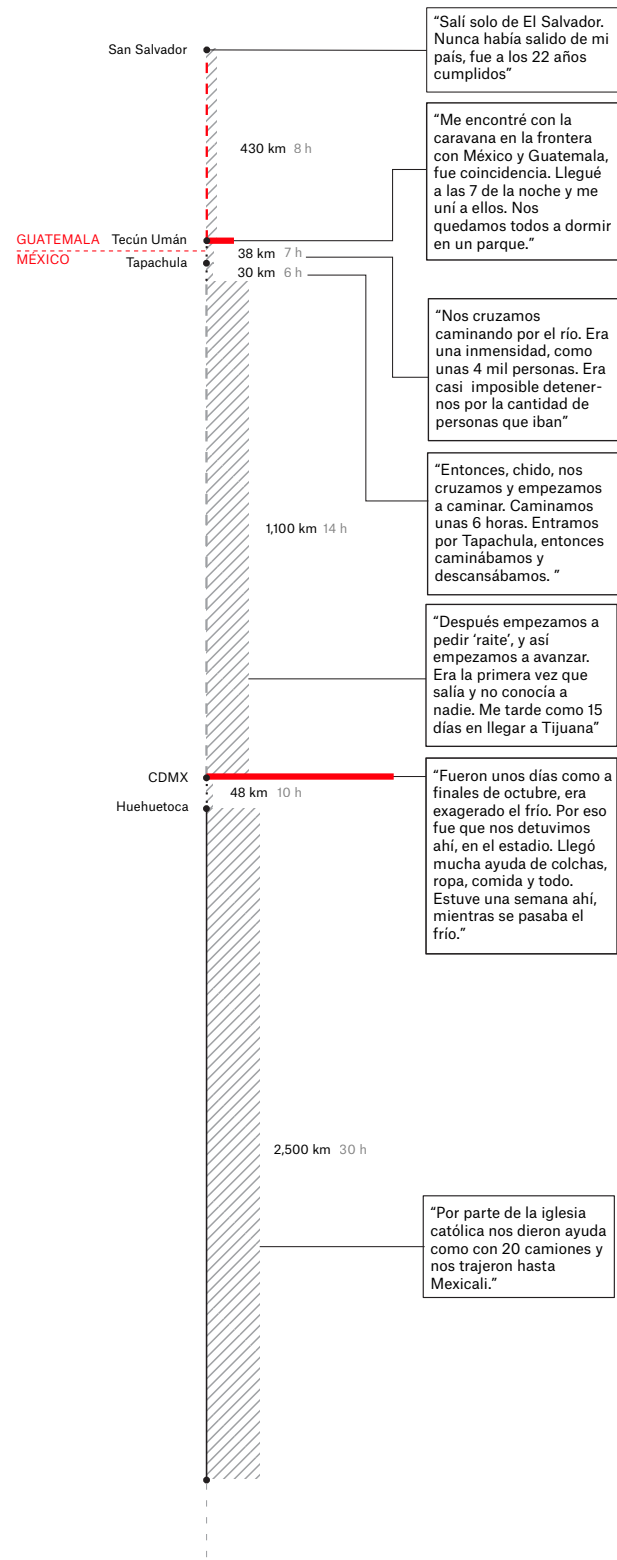 San Salvador
“Salí solo de El Salvador.
Nunca había salido de mi
país, fue a los 22 años
cumplidos”
430 km 8 h
“Me encontré con la
caravana en la frontera
con México y Guatemala,
fue coincidencia. Llegué
a las 7 de la noche y me
uní a ellos. Nos
quedamos todos a dormir
en un parque.”
GUATEMALA
Tecún Umán
MÉXICO
Tapachula
38 km 7 h
30 km 6 h
“Nos cruzamos
caminando por el río. Era
una inmensidad, como
unas 4 mil personas. Era
casi imposible detener-
nos por la cantidad de
personas que iban”
“Entonces, chido, nos
cruzamos y empezamos
a caminar. Caminamos
unas 6 horas. Entramos
por Tapachula, entonces
caminábamos y
descansábamos. ”
1,100 km 14 h
“Después empezamos a
pedir ‘raite’, y así
empezamos a avanzar.
Era la primera vez que
salía y no conocía a
nadie. Me tarde como 15
días en llegar a Tijuana”
CDMX
48 km 10 h
Huehuetoca
“Fueron unos días como a
finales de octubre, era
exagerado el frío. Por eso
fue que nos detuvimos
ahí, en el estadio. Llegó
mucha ayuda de colchas,
ropa, comida y todo.
Estuve una semana ahí,
mientras se pasaba el
frío.”
2,500 km 30 h
“Por parte de la iglesia
católica nos dieron ayuda
como con 20 camiones y
nos trajeron hasta
Mexicali.”